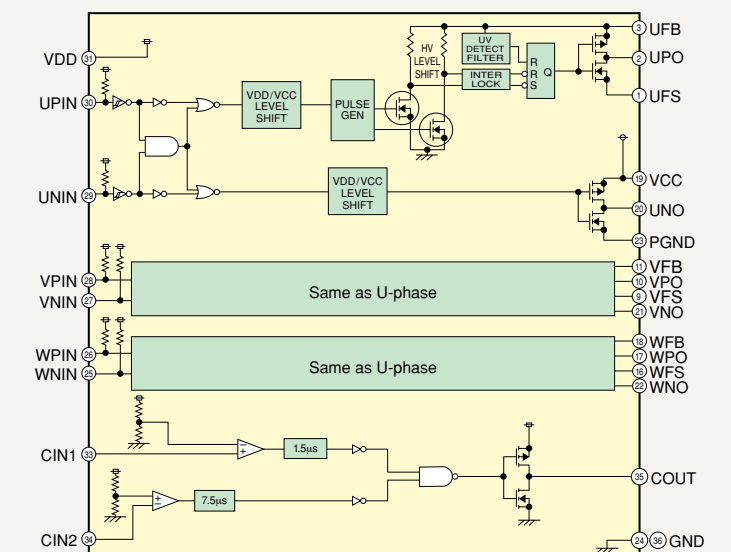 VDD 31
UPIN 30
UNIN 29
VPIN 28
VNIN 27
WPIN 26
WNIN 25
CIN1 33
CIN2 34
VDD/VCC
LEVEL
SHIFT
PULSE
GEN
HV
LEVEL
SHIFT
UV
DETECT
FILTER
INTER
LOCK
R
R Q
S
VDD/VCC
LEVEL
SHIFT
Same as U-phase
Same as U-phase
−
+
1.5µs
+
−
7.5µs
3 UFB
2 UPO
1 UFS
19 VCC
20 UNO
23 PGND
11 VFB
10 VPO
9 VFS
21 VNO
18 WFB
17 WPO
16 WFS
22 WNO
35 COUT
24 36 GND